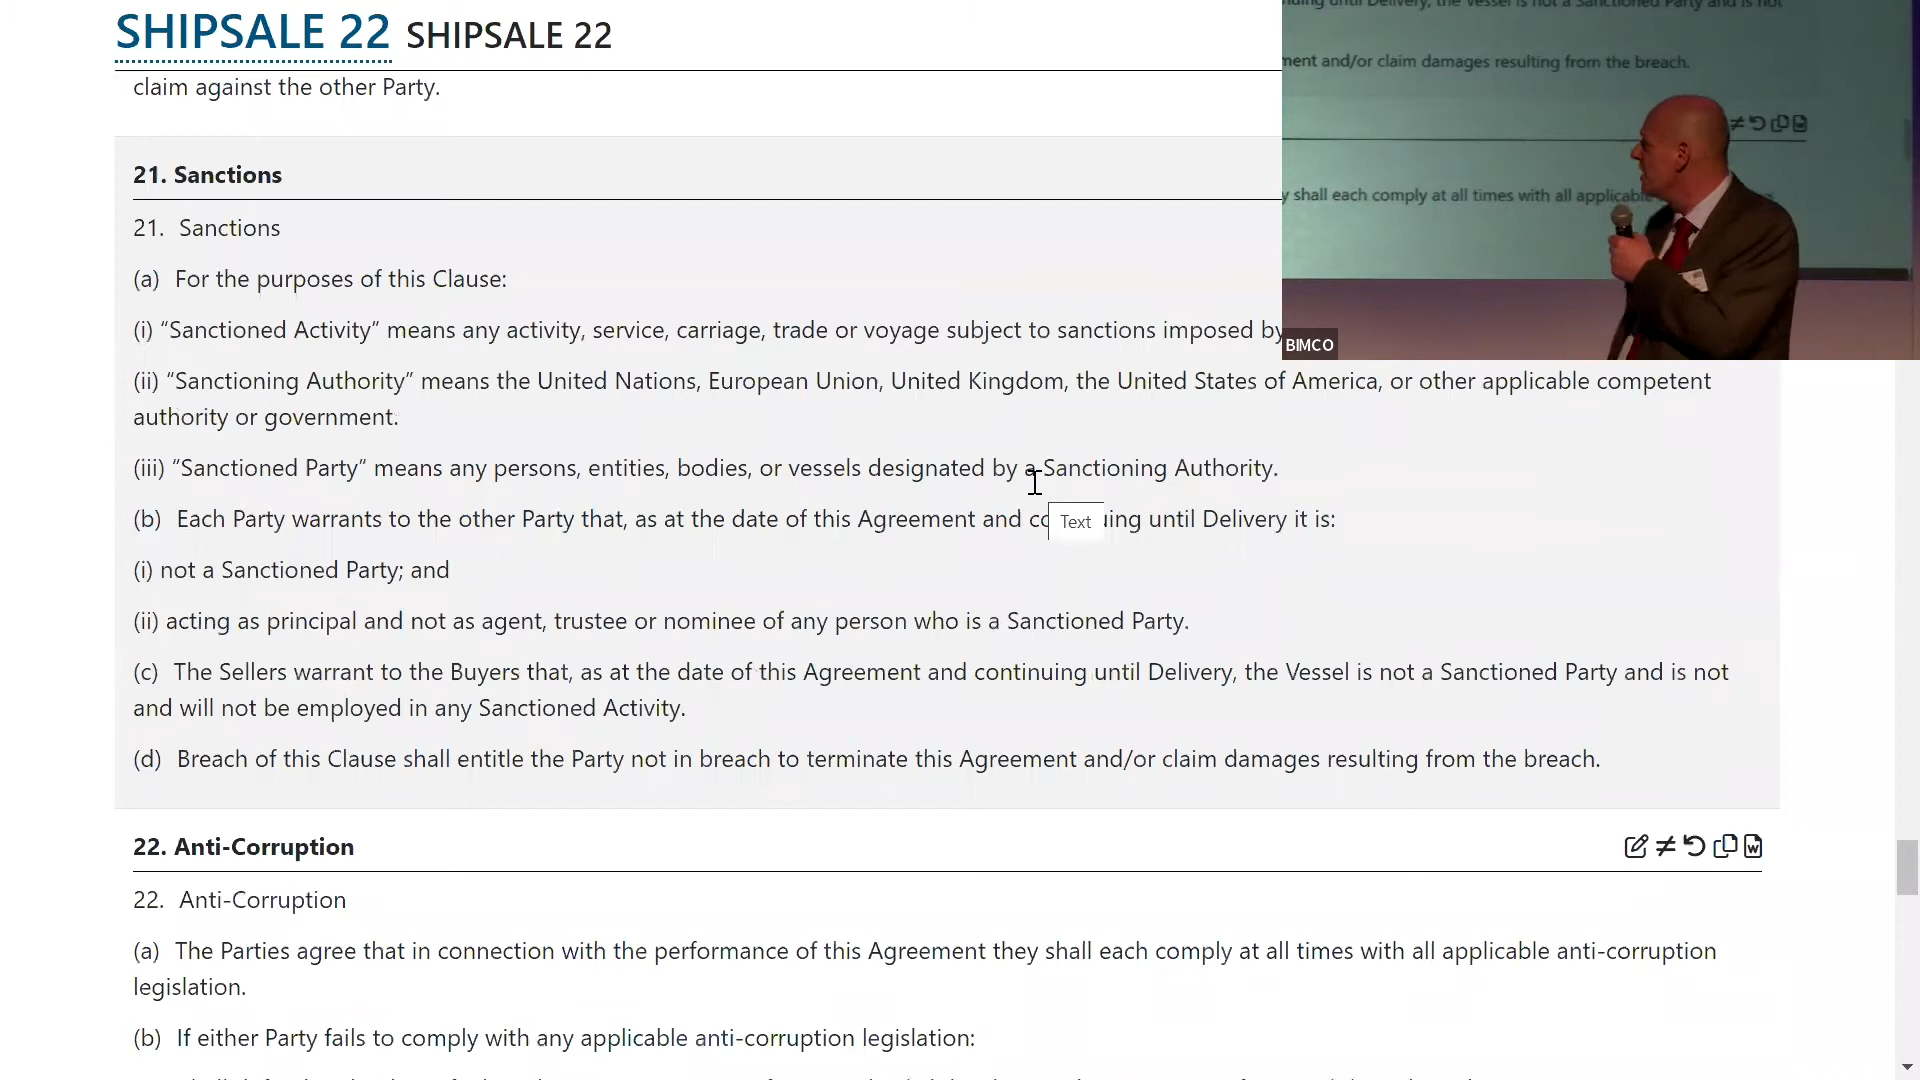 SHIPSALE 22 SHIPSALE 22
claim against the other Party.
21. Sanctions
21. Sanctions
(a) For the purposes of this Clause:
(i) “Sanctioned Activity” means any activity, service, carriage, trade or voyage subject to sanctions imposed by
(ii) “Sanctioning Authority” means the United Nations, European Union, United Kingdom, the United States of America, or other applicable competent
authority or government.
(iii) “Sanctioned Party” means any persons, entities, bodies, or vessels designated by a Sanctioning Authority.
(b) Each Party warrants to the other Party that, as at the date of this Agreement and co uing until Delivery it is:
Text
(i) not a Sanctioned Party; and
(ii) acting as principal and not as agent, trustee or nominee of any person who is a Sanctioned Party.
(c) The Sellers warrant to the Buyers that, as at the date of this Agreement and continuing until Delivery, the Vessel is not a Sanctioned Party and is not
and will not be employed in any Sanctioned Activity.
(d) Breach of this Clause shall entitle the Party not in breach to terminate this Agreement and/or claim damages resulting from the breach.
22. Anti-Corruption
22. Anti-Corruption
(a) The Parties agree that in connection with the performance of this Agreement they shall each comply at all times with all applicable anti-corruption
legislation.
(b) If either Party fails to comply with any applicable anti-corruption legislation:
until Delivery, the Vessel is not a Sanctioned Party and is not
ment and/or claim damages resulting from the breach.
y shall each comply at all times with all applicable
BIMCO